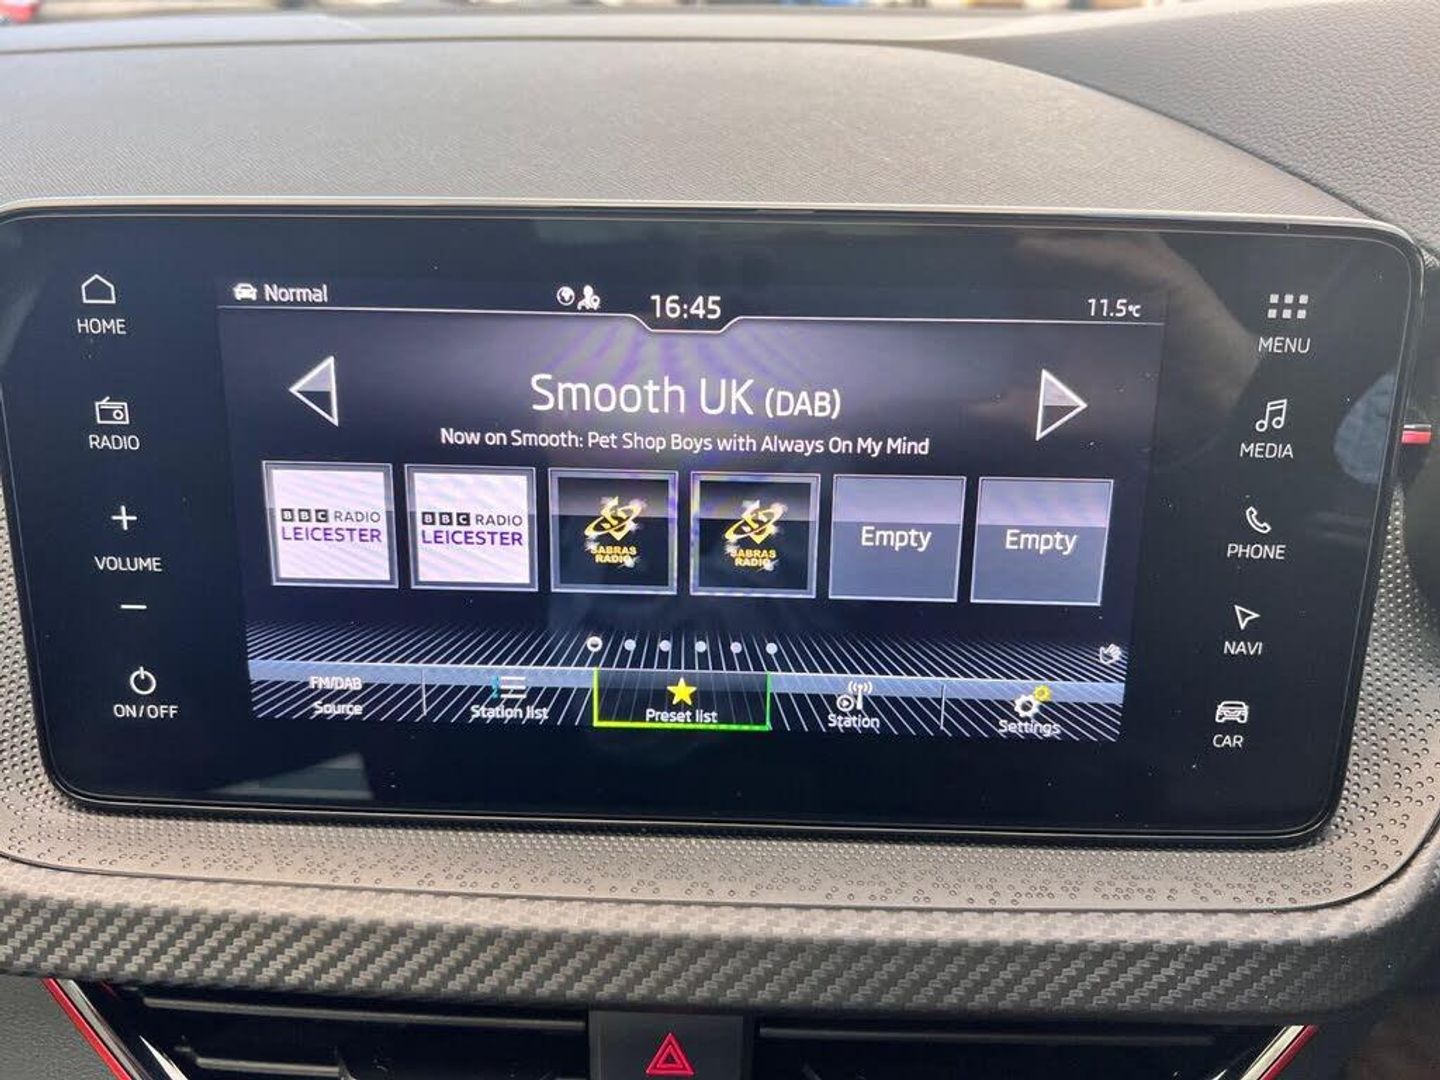 Normal
16:45
11.5°C
HOME
RADIO
VOLUME
ON/OFF
Smooth UK (DAB)
Now on Smooth: Pet Shop Boys with Always On My Mind
BBC RADIO
LEICESTER
BBC RADIO
LEICESTER
SABRAS
RADIO
SABRAS
RADIO
Empty
Empty
FM/DAB
Source
Station list
Preset list
Station
Settings
MENU
MEDIA
PHONE
NAVI
CAR